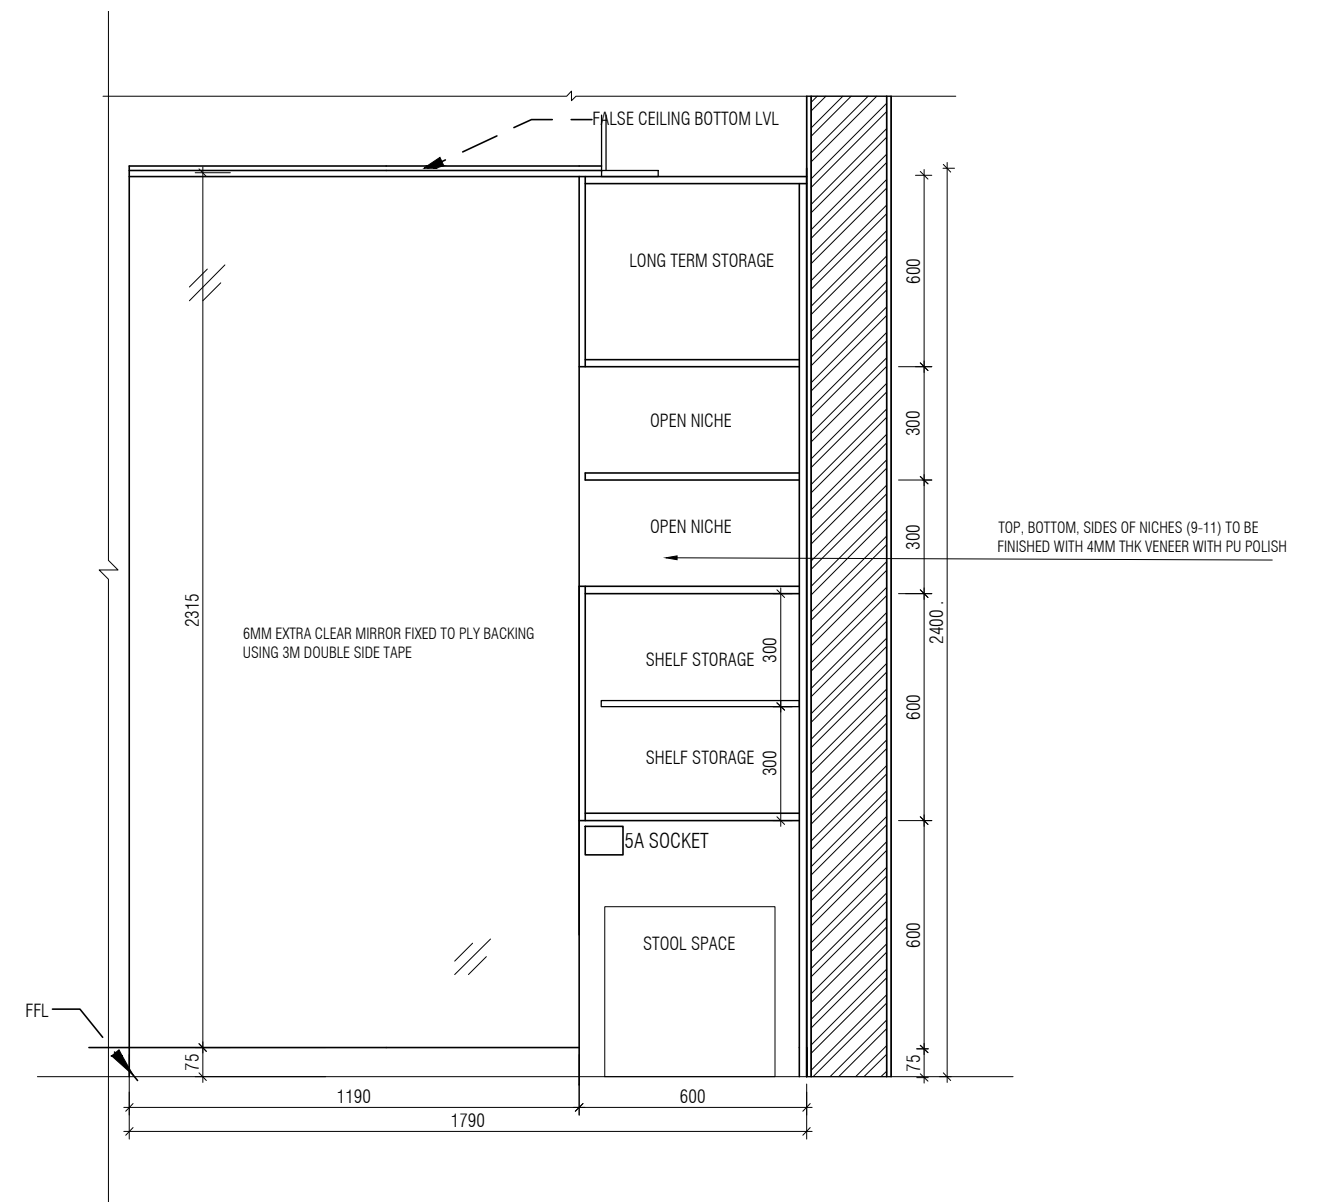 FALSE CEILING BOTTOM LVL
LONG TERM STORAGE
600
OPEN NICHE
300
OPEN NICHE
300
TOP, BOTTOM, SIDES OF NICHES (9-11) TO BE
FINISHED WITH 4MM THK VENEER WITH PU POLISH
2315
2400 .
6MM EXTRA CLEAR MIRROR FIXED TO PLY BACKING
USING 3M DOUBLE SIDE TAPE
SHELF STORAGE
300
600
SHELF STORAGE
300
5A SOCKET
STOOL SPACE
600
FFL
75
75
1190
600
1790